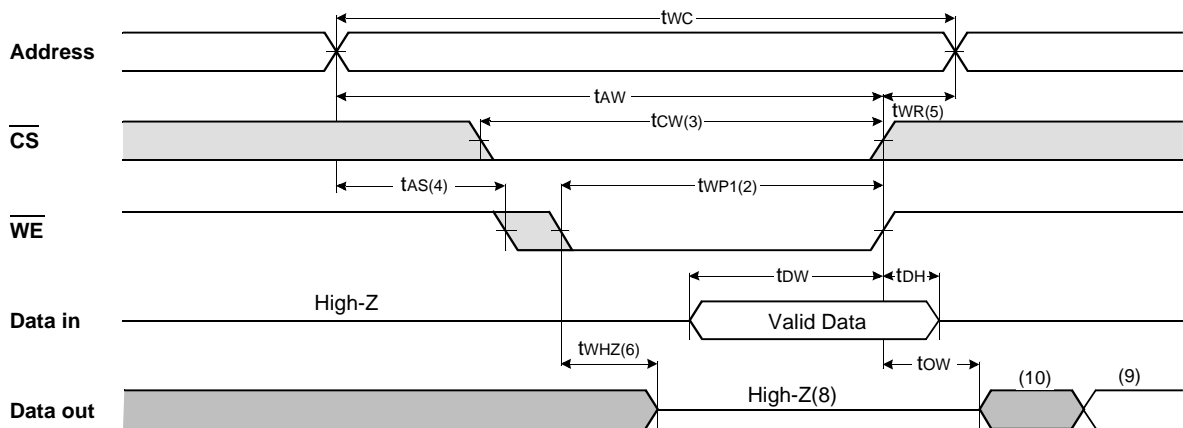 tWC
Address
tAW
tWR(5)
tCW(3)
CS
tAS(4)
tWP1(2)
WE
tDW
tDH
High-Z
Data in
Valid Data
tWHZ(6)
tOW
(10)
(9)
High-Z(8)
Data out